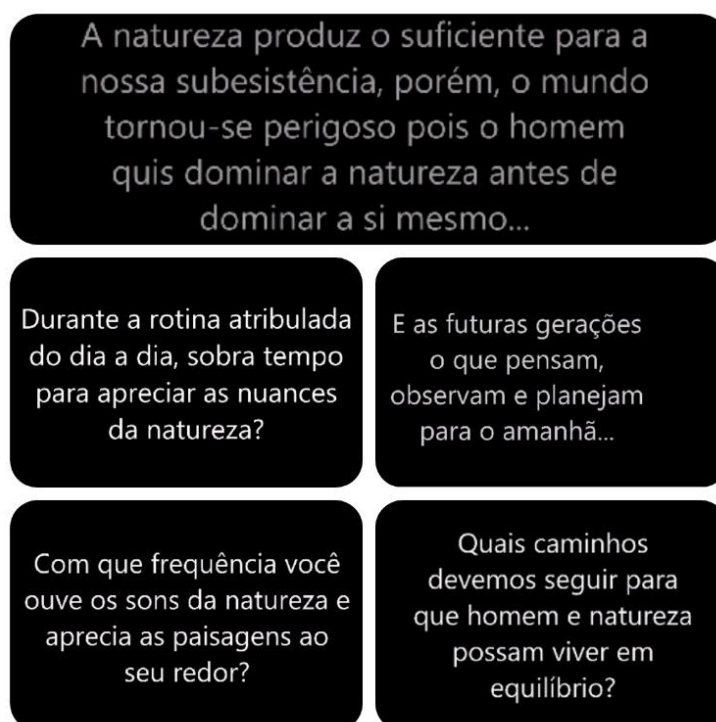 A natureza produz o suficiente para a
nossa subesistência, porém, o mundo
tornou-se perigoso pois o homem
quis dominar a natureza antes de
dominar a si mesmo...
Durante a rotina atribulada
do dia a dia, sobra tempo
para apreciar as nuances
da natureza?
E as futuras gerações
o que pensam,
observam e planejam
para o amanhã...
Com que frequência você
ouve os sons da natureza e
aprecia as paisagens ao
seu redor?
Quais caminhos
devemos seguir para
que homem e natureza
possam viver em
equilíbrio?